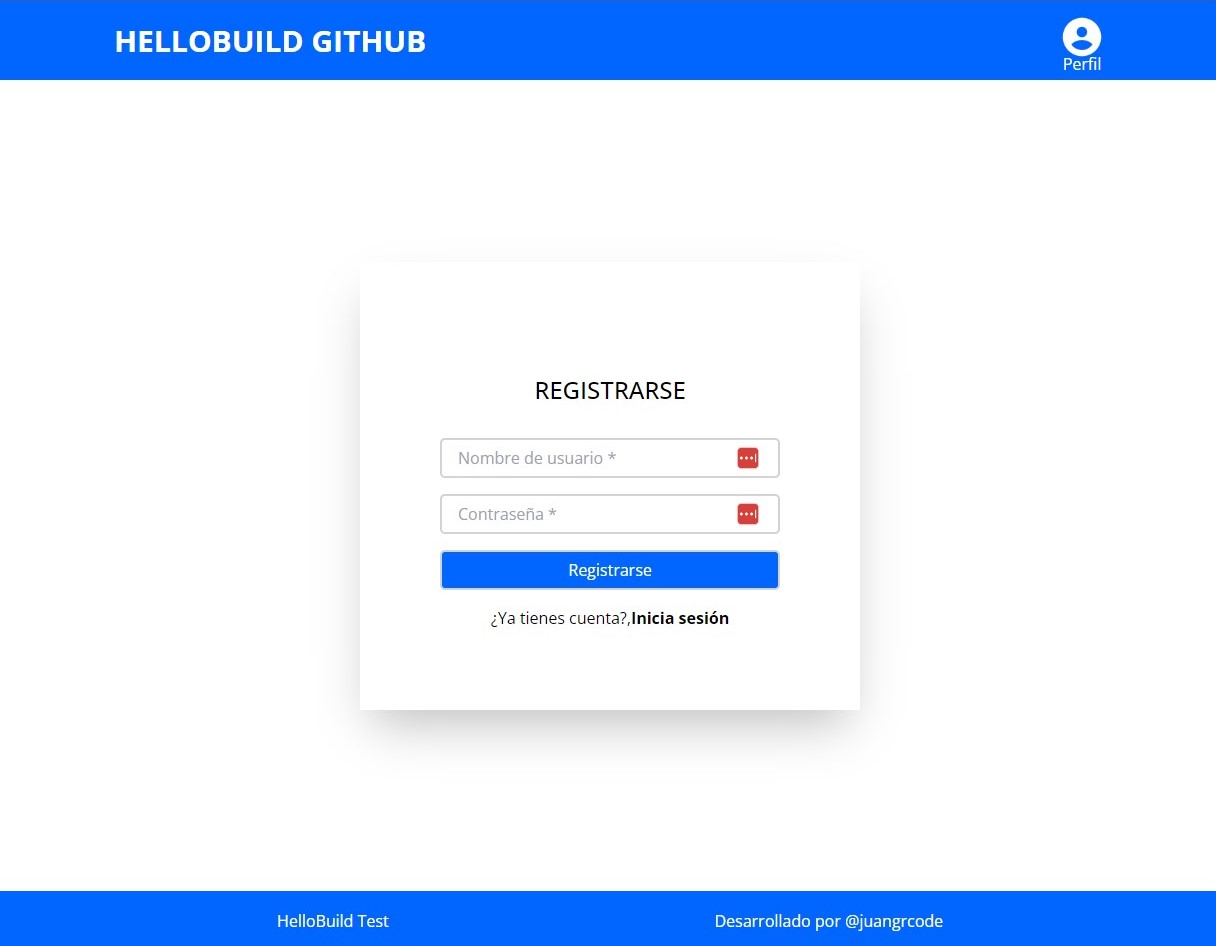 HELLOBUILD GITHUB
Perfil
REGISTRARSE
Nombre de usuario *
Contraseña *
Registrarse
¿Ya tienes cuenta?,Inicia sesión
HelloBuild Test
Desarrollado por @juangrcode